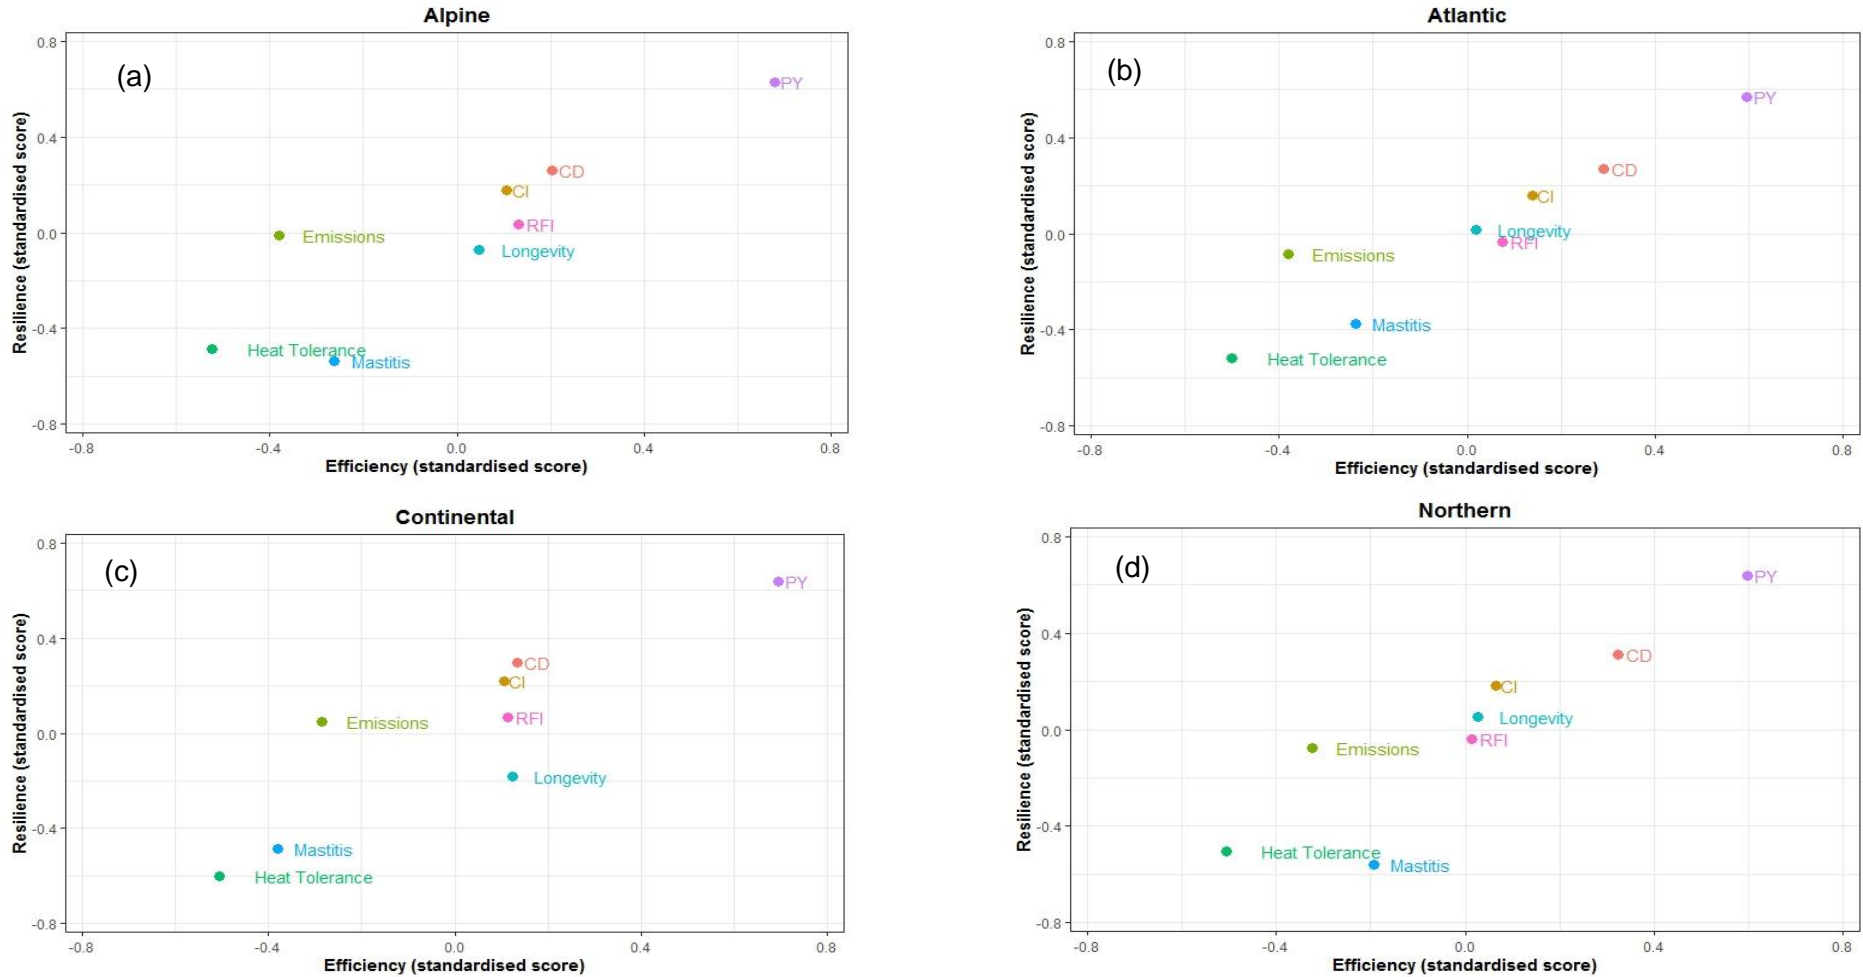 Alpine
(a)
0.8
0.4
0.0
-0.4
-0.8
Resilience (standardised score)
PY
CD
CI
RFI
Emissions
Longevity
Heat Tolerance
Mastitis
-0.8 -0.4 0.0 0.4 0.8
Efficiency (standardised score)
Atlantic
(b)
0.8
0.4
0.0
-0.4
-0.8
Resilience (standardised score)
PY
CD
CI
Longevity
RFI
Emissions
Mastitis
Heat Tolerance
-0.8 -0.4 0.0 0.4 0.8
Efficiency (standardised score)
Continental
(c)
0.8
0.4
0.0
-0.4
-0.8
Resilience (standardised score)
PY
CD
CI
RFI
Emissions
Longevity
Mastitis
Heat Tolerance
-0.8 -0.4 0.0 0.4 0.8
Efficiency (standardised score)
Northern
(d)
0.8
0.4
0.0
-0.4
-0.8
Resilience (standardised score)
PY
CD
CI
Longevity
RFI
Emissions
Heat Tolerance
Mastitis
-0.8 -0.4 0.0 0.4 0.8
Efficiency (standardised score)